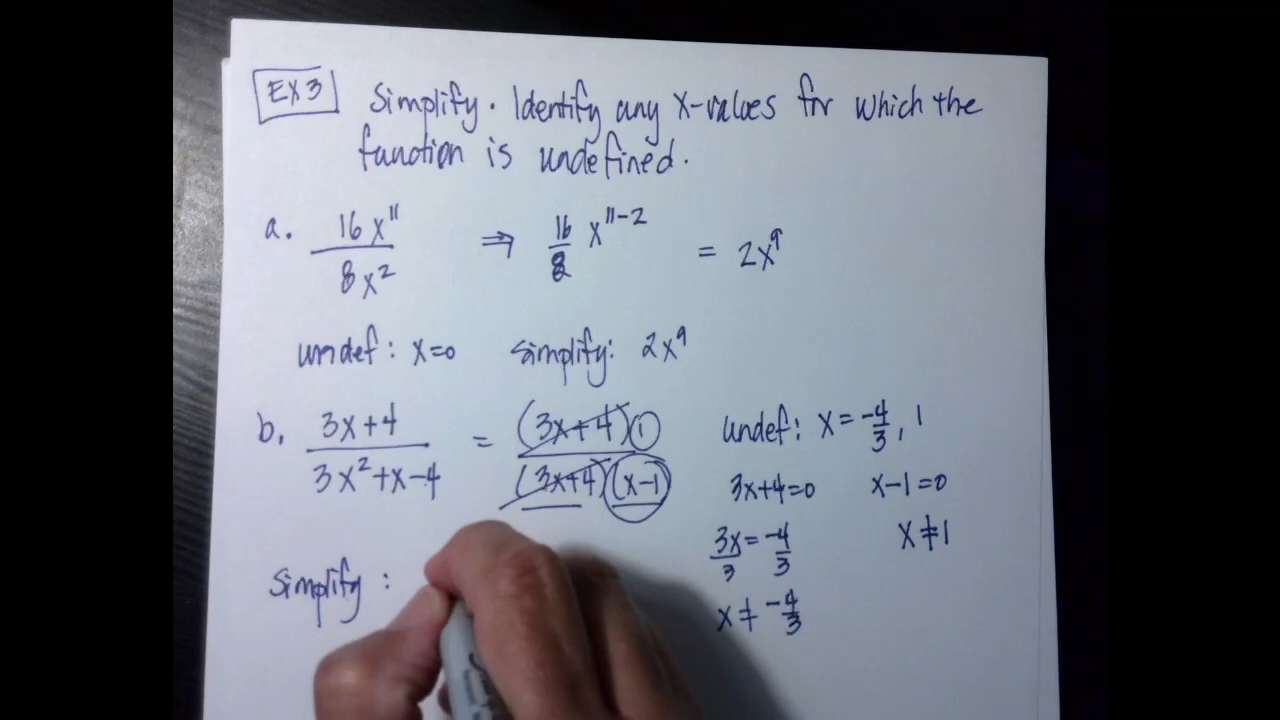 EX 3 Simplify. Identify any x-values for which the
function is undefined.
a. 16x^11 / 8x^2 ⇒ 16/8 x^(11-2) = 2x^9
undef: x=0 simplify: 2x^9
b. 3x+4 / 3x^2+x-4 = (3x+4)1 / (3x+4)(x-1) undef: x = -4/3, 1
3x+4=0 x-1=0
3x/3 = -4/3 x≠1
Simplify: x≠ -4/3